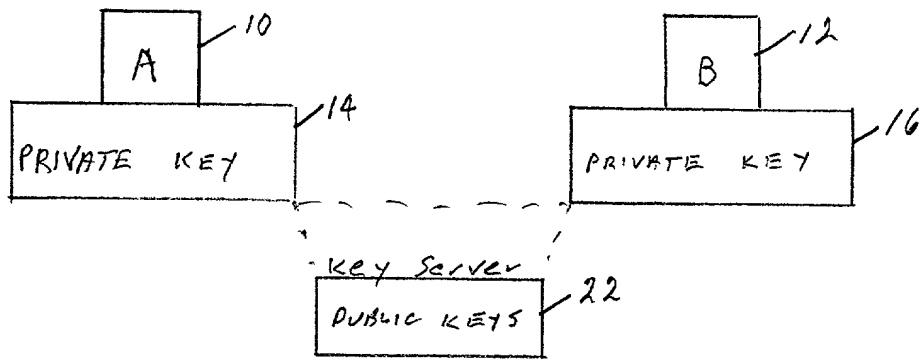 A 10
B 12
14
16
PRIVATE KEY
PRIVATE KEY
Key Server
PUBLIC KEYS
22